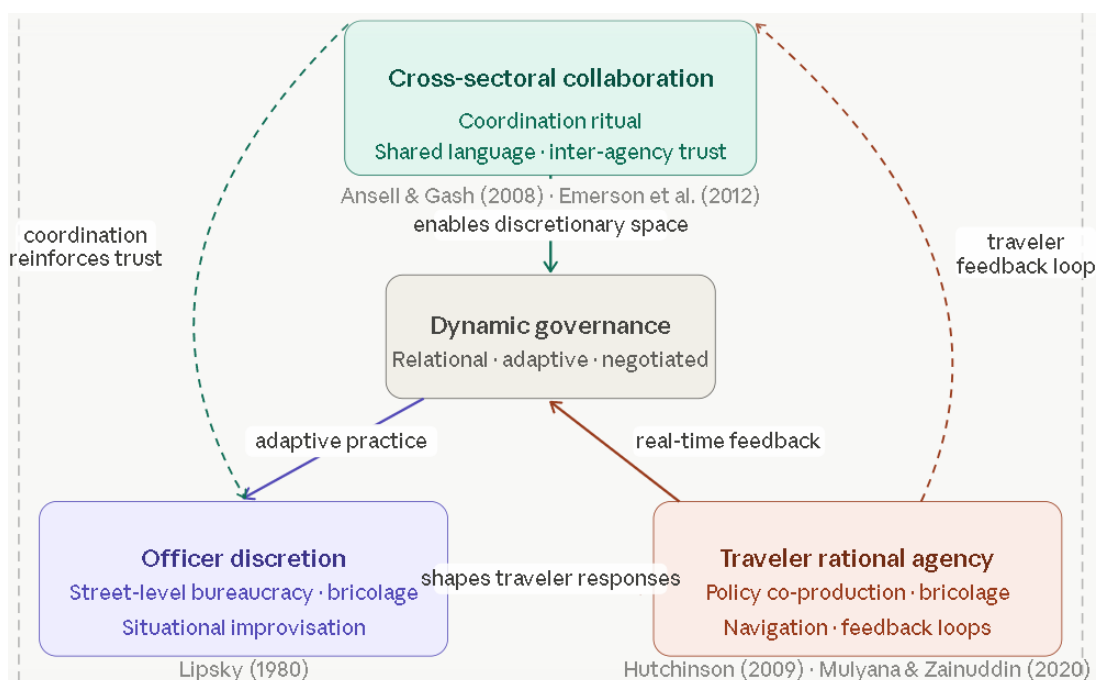 Cross-sectoral collaboration
Coordination ritual
Shared language · inter-agency trust
Ansell & Gash (2008) · Emerson et al. (2012)
enables discretionary space
coordination
reinforces trust
traveler
feedback loop
Dynamic governance
Relational · adaptive · negotiated
adaptive practice
real-time feedback
Officer discretion
Street-level bureaucracy · bricolage
Situational improvisation
Lipsky (1980)
shapes traveler responses
Traveler rational agency
Policy co-production · bricolage
Navigation · feedback loops
Hutchinson (2009) · Mulyana & Zainuddin (2020)